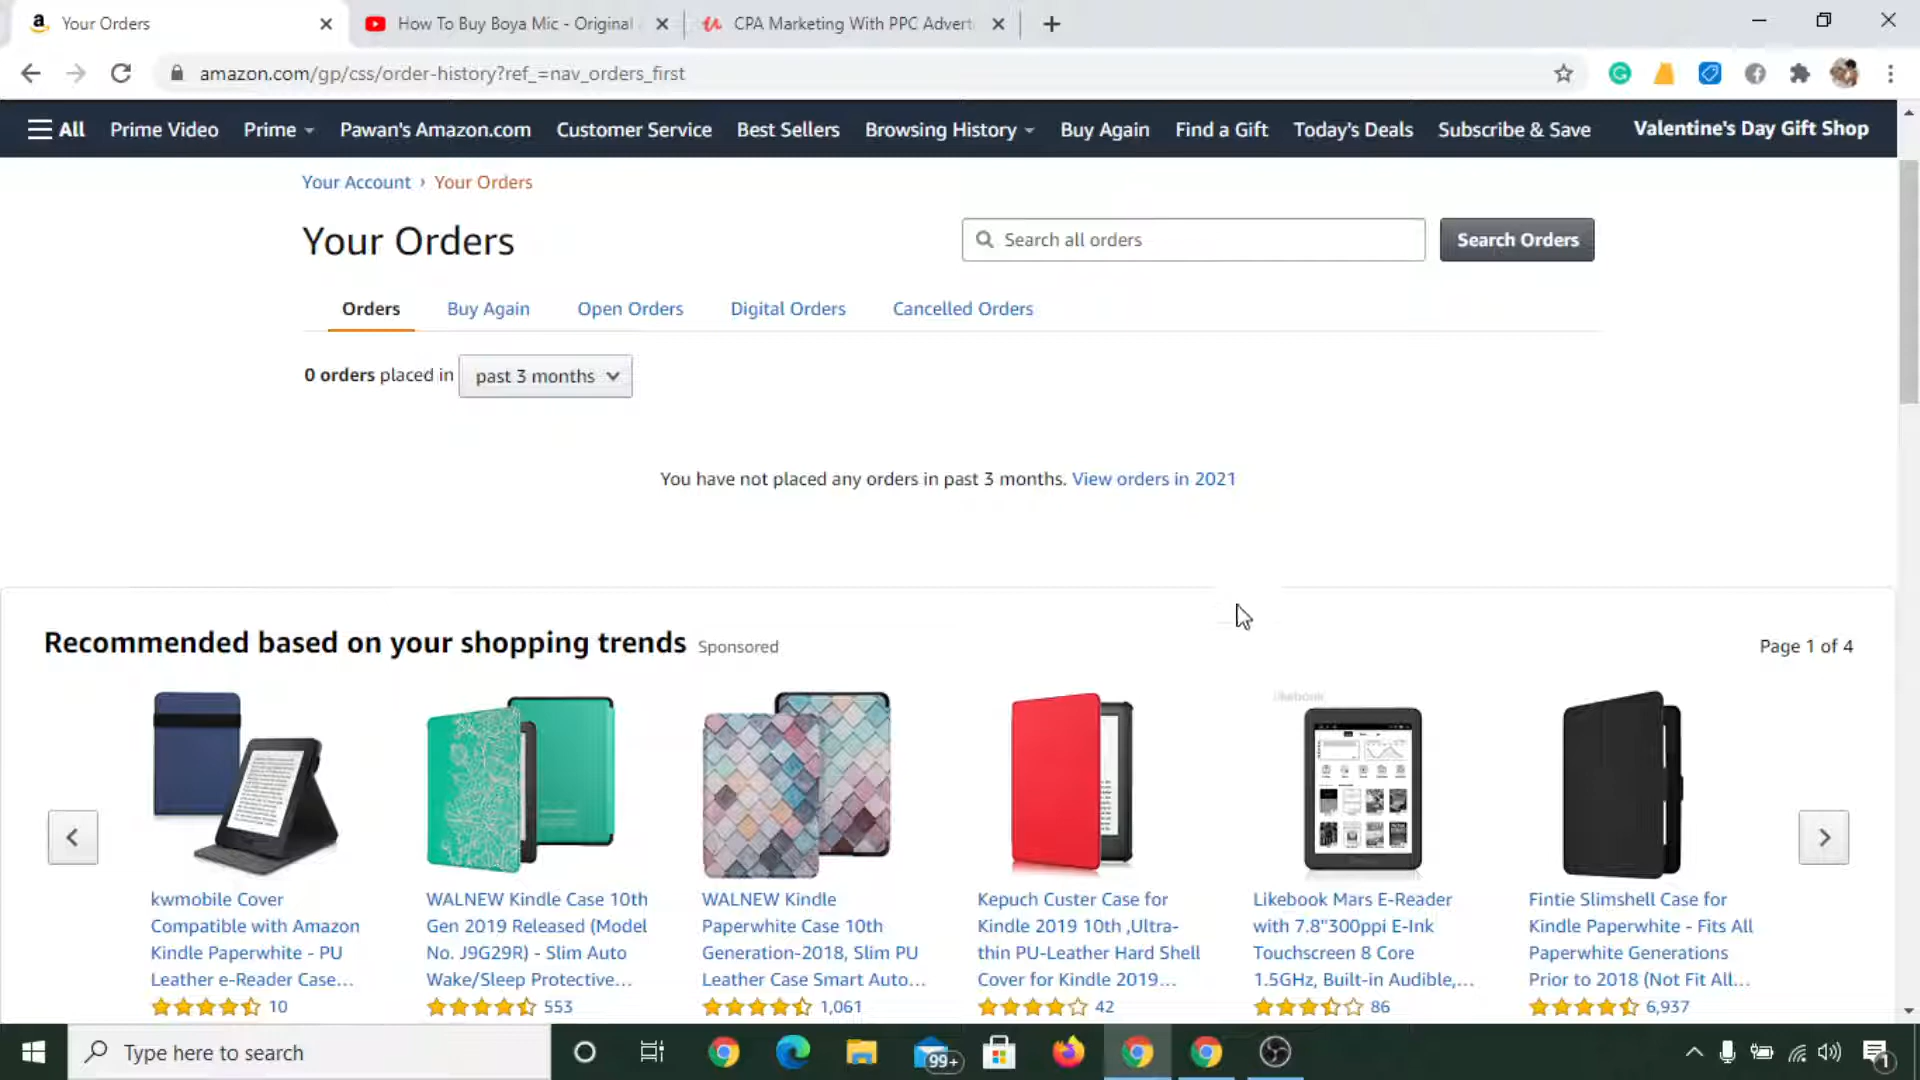 Your Orders
How To Buy Boya Mic - Original
CPA Marketing With PPC Advert
amazon.com/gp/css/order-history?ref_=nav_orders_first
All
Prime Video
Prime
Pawan's Amazon.com
Customer Service
Best Sellers
Browsing History
Buy Again
Find a Gift
Today's Deals
Subscribe & Save
Valentine's Day Gift Shop
Your Account › Your Orders
Your Orders
Search all orders
Search Orders
Orders
Buy Again
Open Orders
Digital Orders
Cancelled Orders
0 orders placed in
past 3 months
You have not placed any orders in past 3 months. View orders in 2021
Recommended based on your shopping trends Sponsored
Page 1 of 4
likebook
kwmobile Cover
Compatible with Amazon
Kindle Paperwhite - PU
Leather e-Reader Case...
10
WALNEW Kindle Case 10th
Gen 2019 Released (Model
No. J9G29R) - Slim Auto
Wake/Sleep Protective...
553
WALNEW Kindle
Paperwhite Case 10th
Generation-2018, Slim PU
Leather Case Smart Auto...
1,061
Kepuch Custer Case for
Kindle 2019 10th ,Ultra-
thin PU-Leather Hard Shell
Cover for Kindle 2019...
42
Likebook Mars E-Reader
with 7.8"300ppi E-Ink
Touchscreen 8 Core
1.5GHz, Built-in Audible,...
86
Fintie Slimshell Case for
Kindle Paperwhite - Fits All
Paperwhite Generations
Prior to 2018 (Not Fit All...
6,937
Type here to search
99+
1